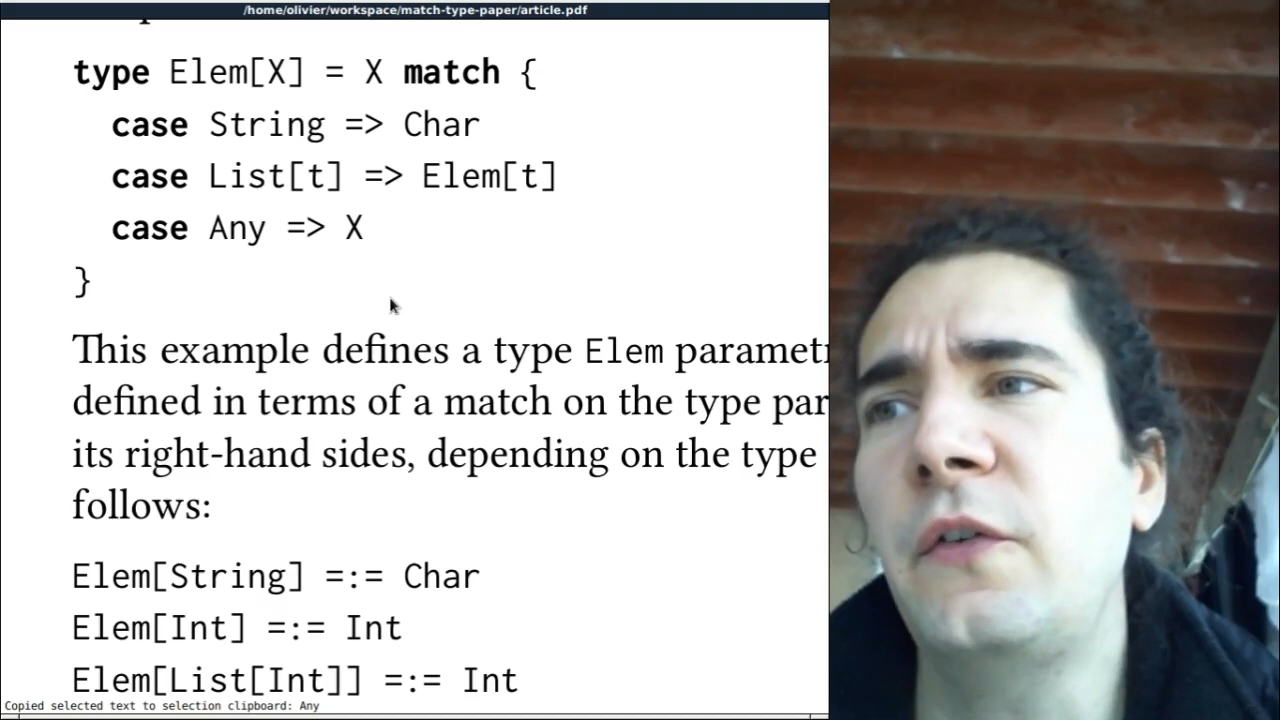 /home/olivier/workspace/match-type-paper/article.pdf
type Elem[X] = X match {
case String => Char
case List[t] => Elem[t]
case Any => X
}
This example defines a type Elem parametr
defined in terms of a match on the type par
its right-hand sides, depending on the type
follows:
Elem[String] =:= Char
Elem[Int] =:= Int
Elem[List[Int]] =:= Int
Copied selected text to selection clipboard: Any